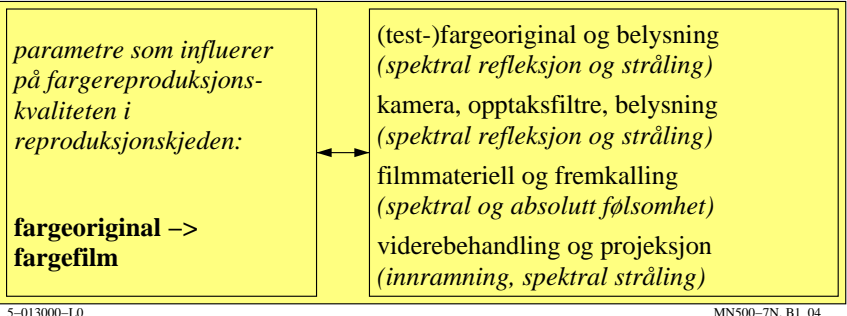 parametre som influerer
på fargereproduksjons-
kvaliteten i
reproduksjonskjeden:
fargeoriginal −>
fargefilm
(test-)fargeoriginal og belysning
(spektral refleksjon og stråling)
kamera, opptaksfiltre, belysning
(spektral refleksjon og stråling)
filmmateriell og fremkalling
(spektral og absolutt følsomhet)
viderebehandling og projeksjon
(innramning, spektral stråling)
5−013000−L0
MN500−7N, B1_04